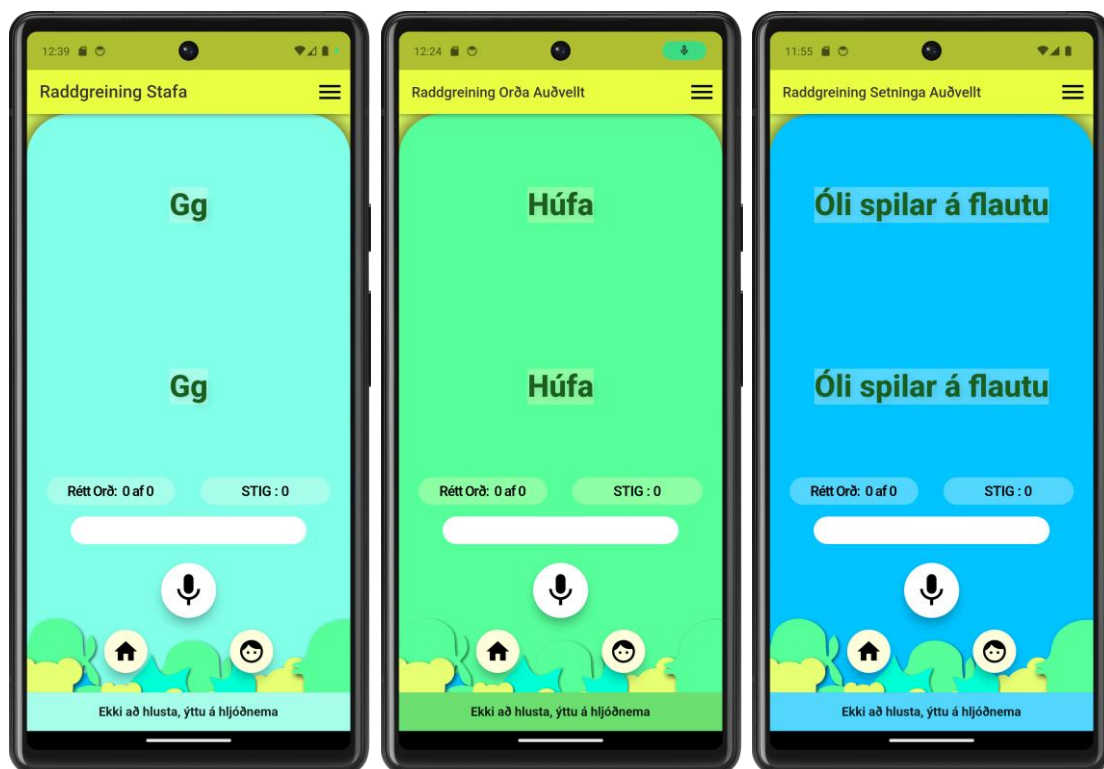 12:39
Raddgreining Stafa
Gg
Gg
Rétt Orð: 0 af 0
STIG : 0
Ekki að hlusta, ýttu á hljóðnema
12:24
Raddgreining Orða Auðvellt
Húfa
Húfa
Rétt Orð: 0 af 0
STIG : 0
Ekki að hlusta, ýttu á hljóðnema
11:55
Raddgreining Setninga Auðvellt
Óli spilar á flautu
Óli spilar á flautu
Rétt Orð: 0 af 0
STIG : 0
Ekki að hlusta, ýttu á hljóðnema